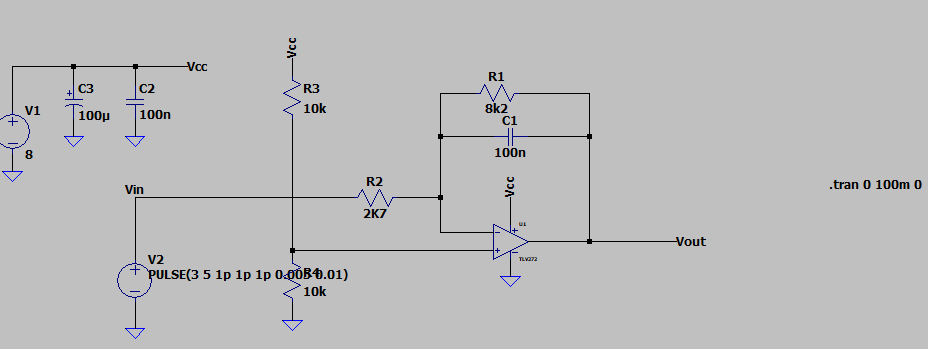 Vcc
C3
100µ
C2
100n
V1
8
Vcc
R3
10k
R1
8k2
C1
100n
.tran 0 100m 0
Vin
R2
2K7
Vcc
U1
TLV272
Vout
V2
PULSE(3 5 1p 1p 1p 0.005 0.01)
R4
10k